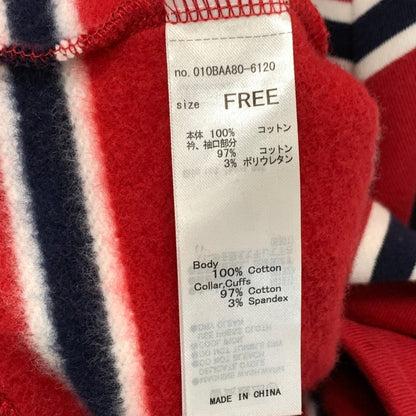 no. 010BAA80-6120
size FREE
本体 100% コットン
衿、袖口部分
97% コットン
3% ポリウレタン
Body
100% Cotton
Collar,Cuffs
97% Cotton
3% Spandex
MADE IN CHINA